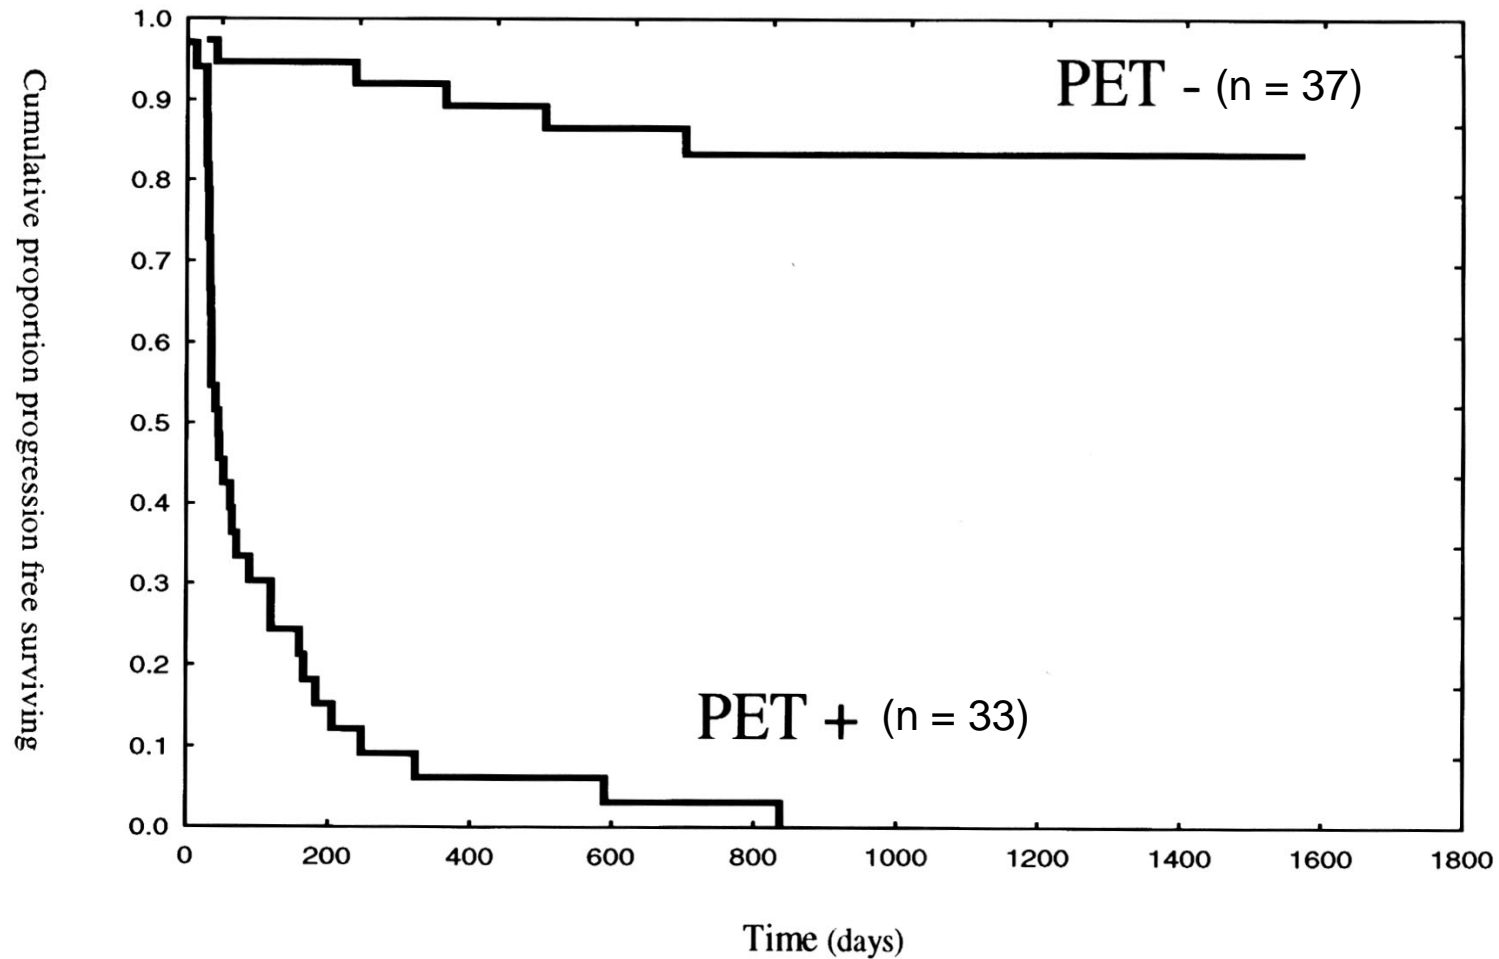 Cumulative proportion progression free surviving
1.0
0.9
0.8
0.7
0.6
0.5
0.4
0.3
0.2
0.1
0.0
PET - (n = 37)
PET + (n = 33)
0 200 400 600 800 1000 1200 1400 1600 1800
Time (days)